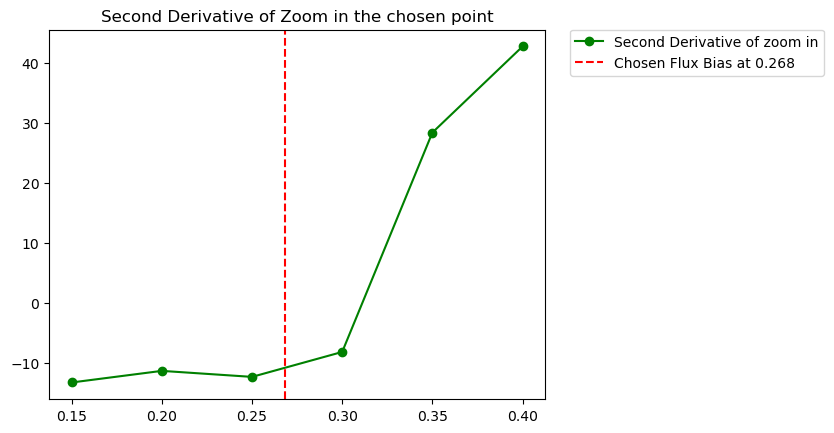 Second Derivative of Zoom in the chosen point
Second Derivative of zoom in
Chosen Flux Bias at 0.268
40
30
20
10
0
−10
0.15 0.20 0.25 0.30 0.35 0.40